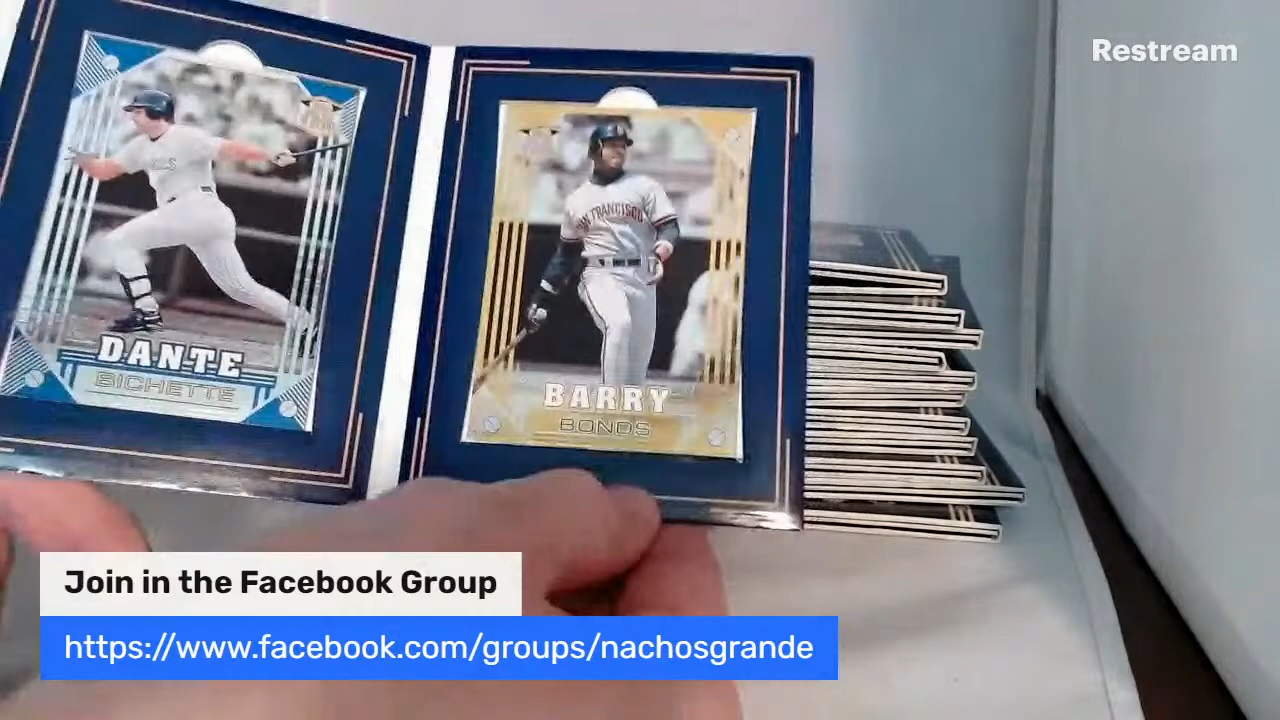 Restream
DANTE
BICHETTE
SAN FRANCISCO
BARRY
BONDS
Join in the Facebook Group
https://www.facebook.com/groups/nachosgrande